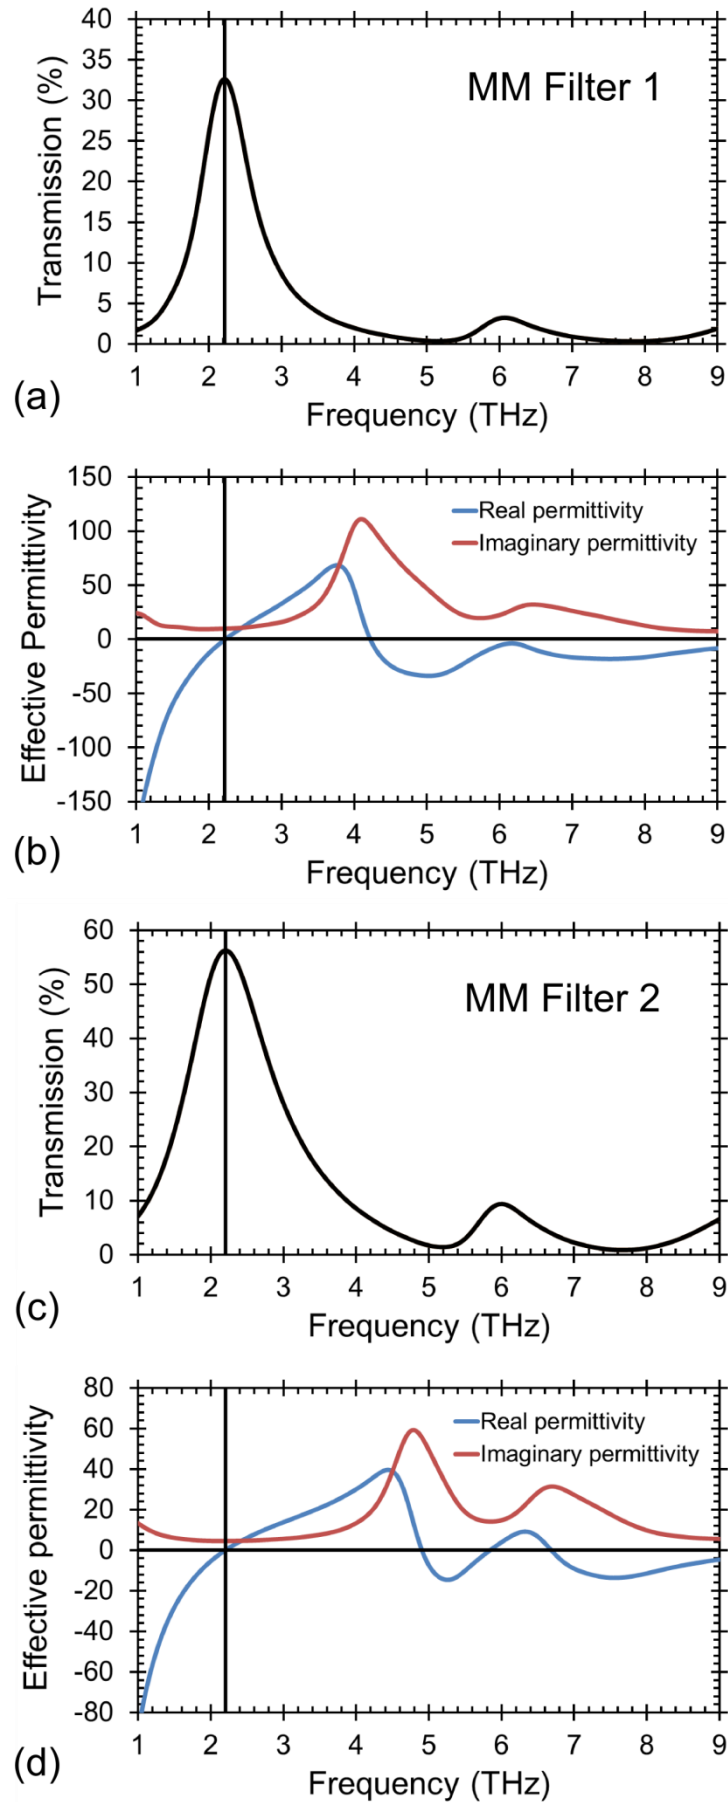 40
35
30
25
20
15
10
5
0
Transmission (%)
MM Filter 1
1 2 3 4 5 6 7 8 9
Frequency (THz)
(a)
150
100
50
0
-50
-100
-150
Effective Permittivity
Real permittivity
Imaginary permittivity
1 2 3 4 5 6 7 8 9
Frequency (THz)
(b)
60
50
40
30
20
10
0
Transmission (%)
MM Filter 2
1 2 3 4 5 6 7 8 9
Frequency (THz)
(c)
80
60
40
20
0
-20
-40
-60
-80
Effective permittivity
Real permittivity
Imaginary permittivity
1 2 3 4 5 6 7 8 9
Frequency (THz)
(d)